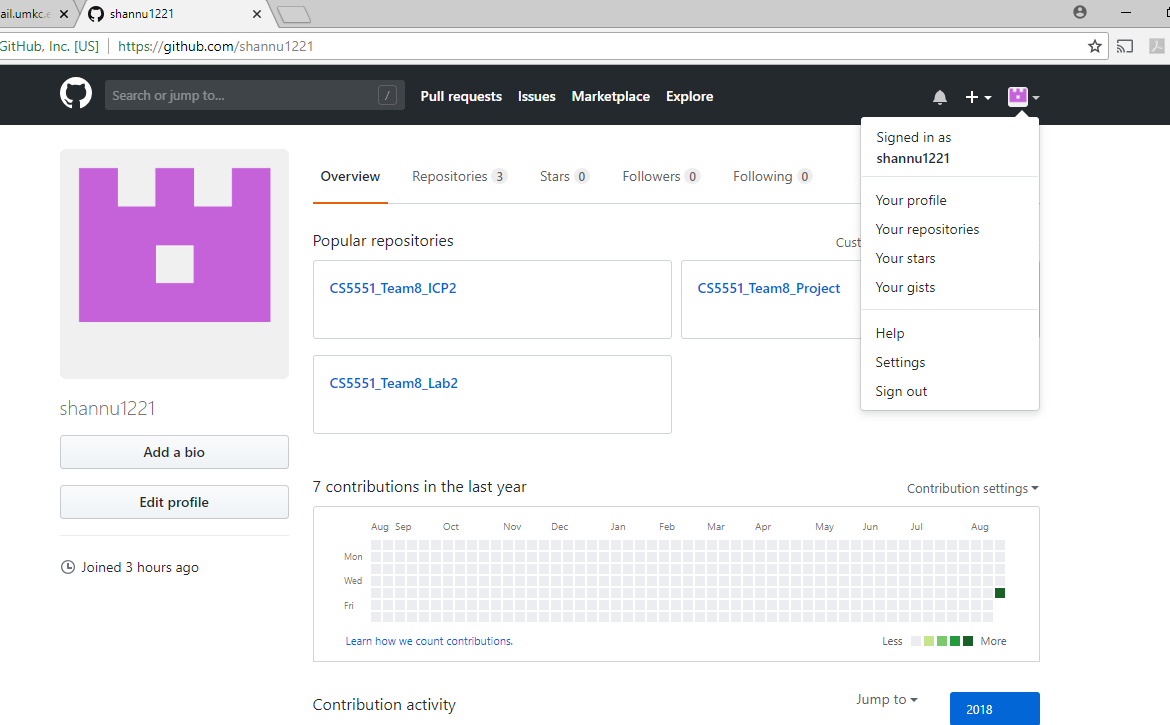 ail.umkc.e
shannu1221
GitHub, Inc. [US] https://github.com/shannu1221
Search or jump to... /
Pull requests Issues Marketplace Explore
Signed in as
shannu1221
Your profile
Your repositories
Your stars
Your gists
Help
Settings
Sign out
Overview Repositories 3 Stars 0 Followers 0 Following 0
Popular repositories
Cust
CS5551_Team8_ICP2
CS5551_Team8_Project
CS5551_Team8_Lab2
shannu1221
Add a bio
Edit profile
Joined 3 hours ago
7 contributions in the last year
Contribution settings
Aug Sep Oct Nov Dec Jan Feb Mar Apr May Jun Jul Aug
Mon
Wed
Fri
Learn how we count contributions.
Less More
Contribution activity
Jump to
2018